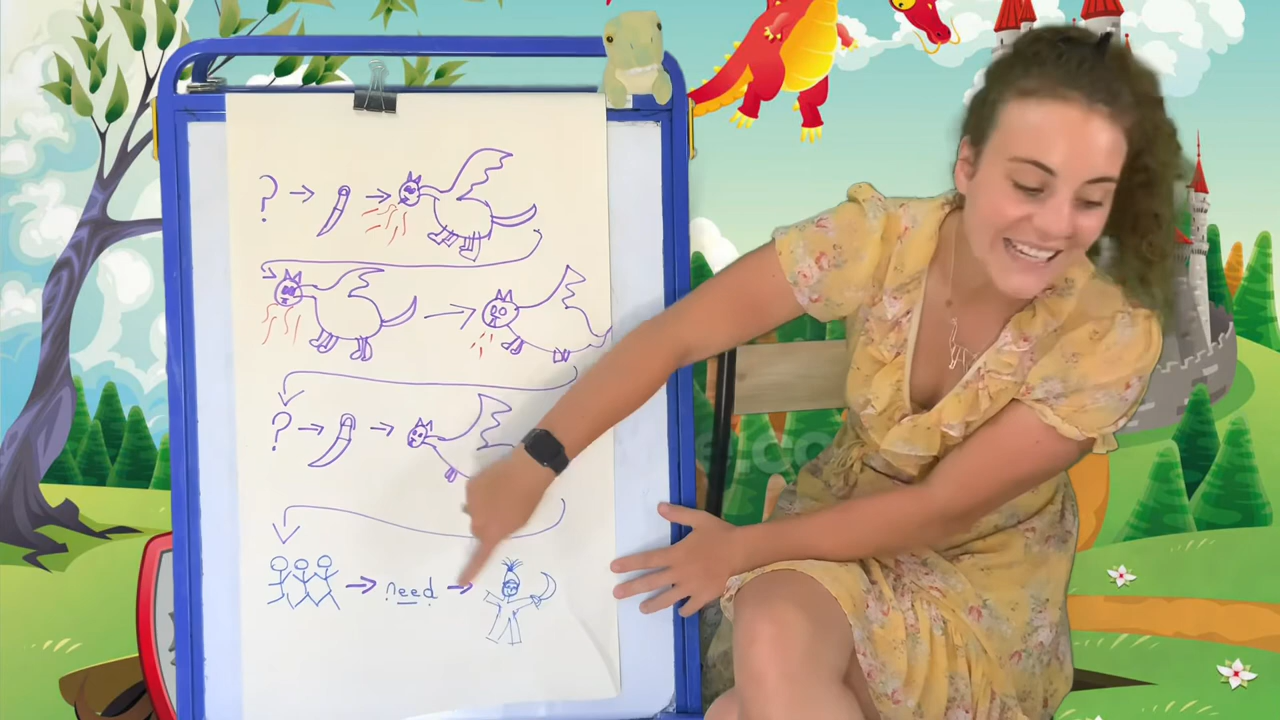 ? → →
→
? → →
→ need →